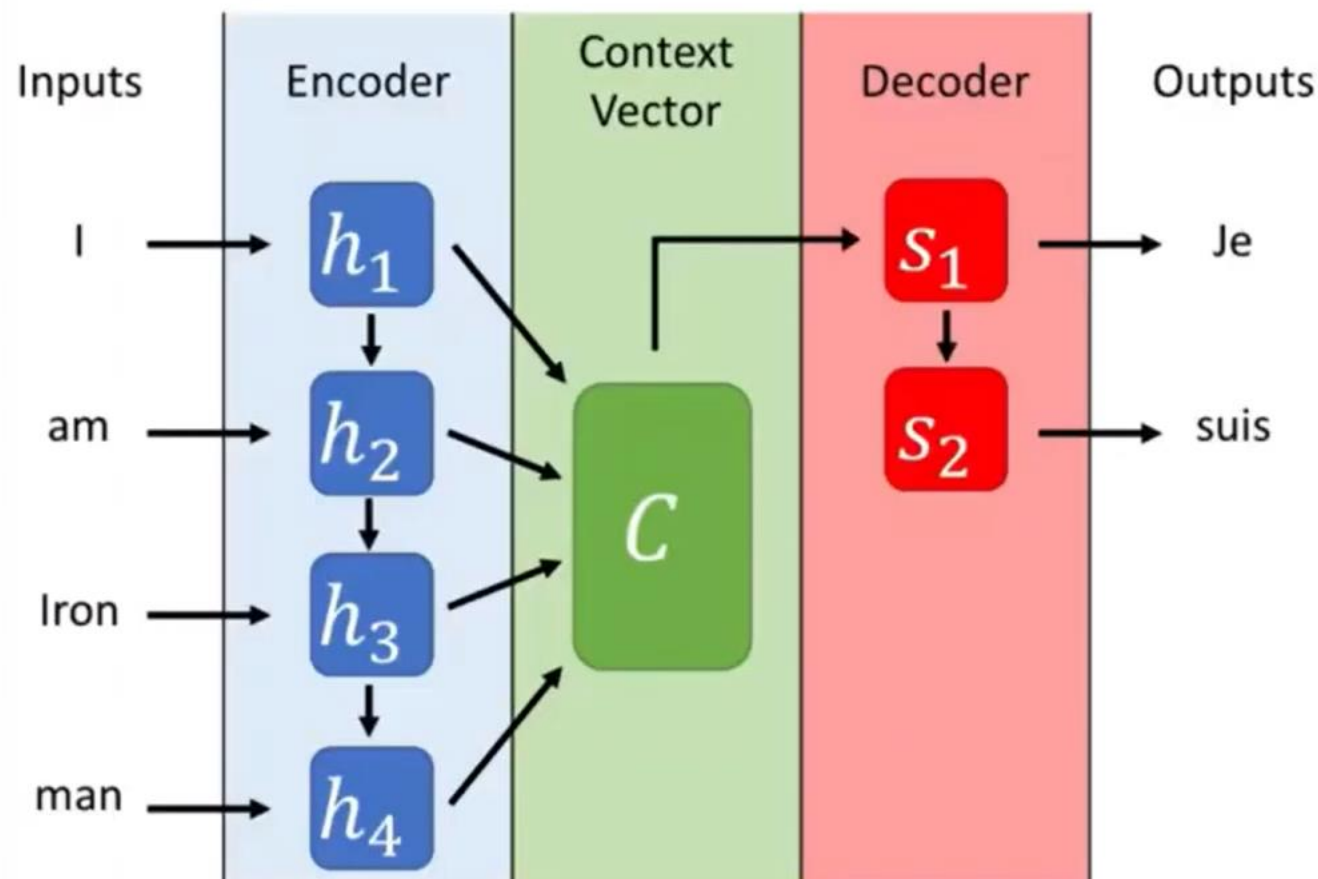 Inputs
Encoder
Context
Vector
Decoder
Outputs
I
h₁
s₁
Je
am
h₂
s₂
suis
C
Iron
h₃
man
h₄